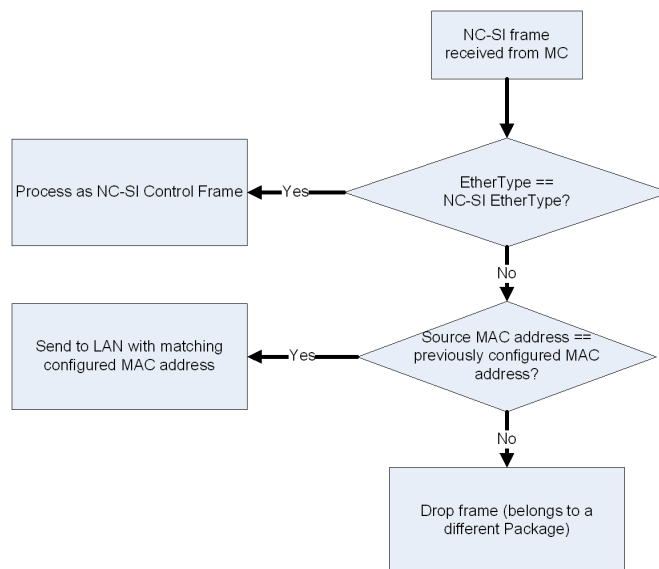 NC-SI frame
received from MC
EtherType ==
NC-SI EtherType?
Yes
Process as NC-SI Control Frame
No
Source MAC address ==
previously configured MAC
address?
Yes
Send to LAN with matching
configured MAC address
No
Drop frame (belongs to a
different Package)